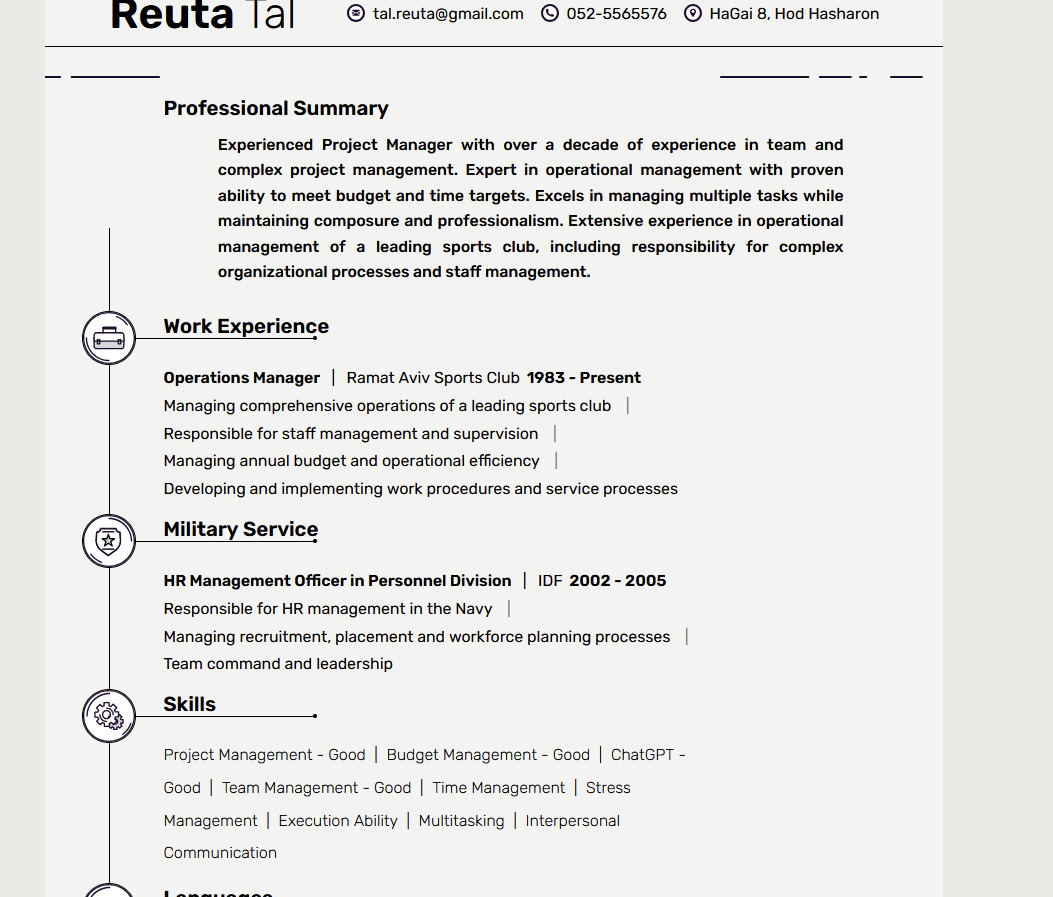 Reuta Tal
tal.reuta@gmail.com 052-5565576 HaGai 8, Hod Hasharon
Professional Summary
Experienced Project Manager with over a decade of experience in team and
complex project management. Expert in operational management with proven
ability to meet budget and time targets. Excels in managing multiple tasks while
maintaining composure and professionalism. Extensive experience in operational
management of a leading sports club, including responsibility for complex
organizational processes and staff management.
Work Experience
Operations Manager | Ramat Aviv Sports Club 1983 - Present
Managing comprehensive operations of a leading sports club |
Responsible for staff management and supervision |
Managing annual budget and operational efficiency |
Developing and implementing work procedures and service processes
Military Service
HR Management Officer in Personnel Division | IDF 2002 - 2005
Responsible for HR management in the Navy |
Managing recruitment, placement and workforce planning processes |
Team command and leadership
Skills
Project Management - Good | Budget Management - Good | ChatGPT -
Good | Team Management - Good | Time Management | Stress
Management | Execution Ability | Multitasking | Interpersonal
Communication
Languages